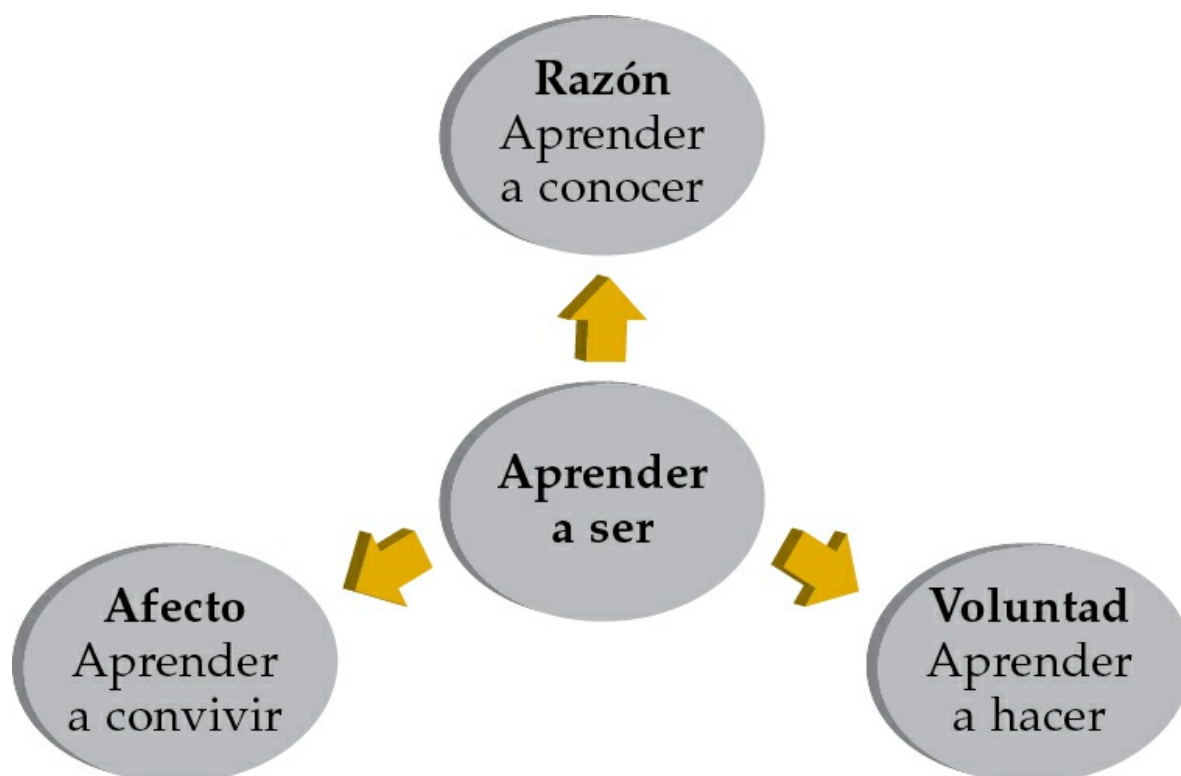 Razón
Aprender
a conocer
Aprender
a ser
Afecto
Aprender
a convivir
Voluntad
Aprender
a hacer